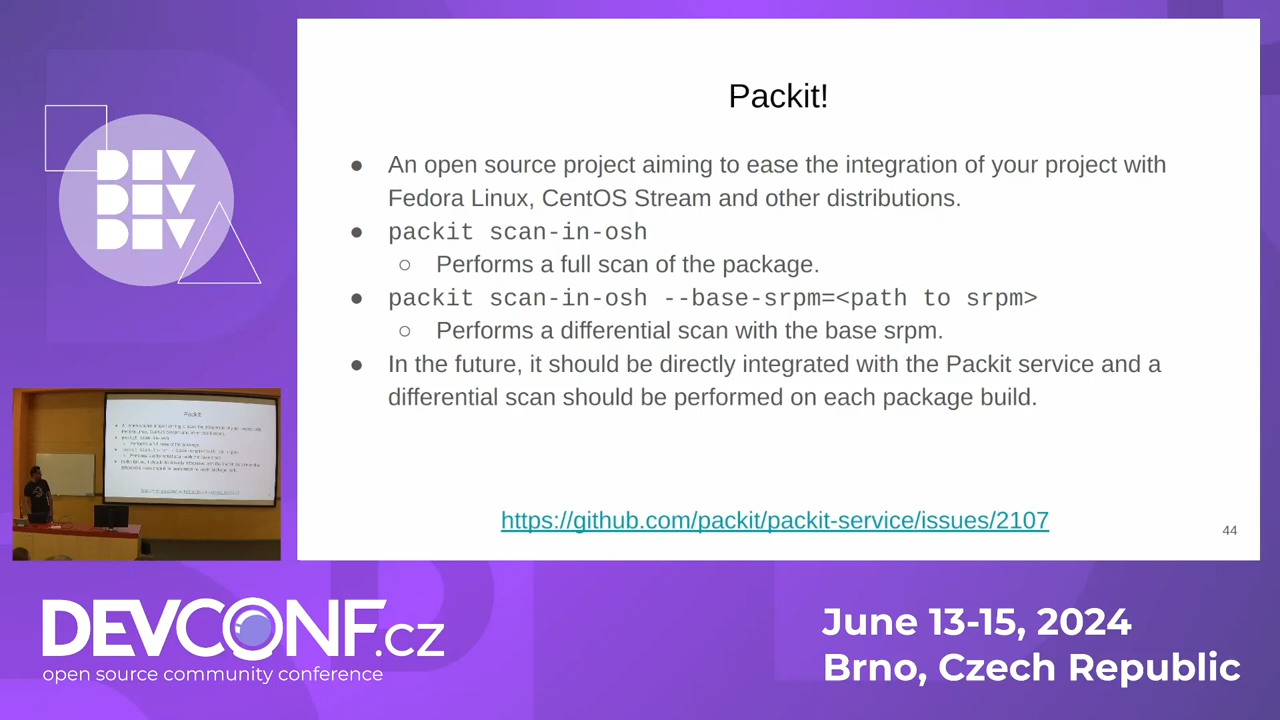 Packit!
● An open source project aiming to ease the integration of your project with
Fedora Linux, CentOS Stream and other distributions.
● packit scan-in-osh
○ Performs a full scan of the package.
● packit scan-in-osh --base-srpm=<path to srpm>
○ Performs a differential scan with the base srpm.
● In the future, it should be directly integrated with the Packit service and a
differential scan should be performed on each package build.
https://github.com/packit/packit-service/issues/2107
44
DEV
DEV
DEV
Packit!
DEVCONF.cz
open source community conference
June 13-15, 2024
Brno, Czech Republic